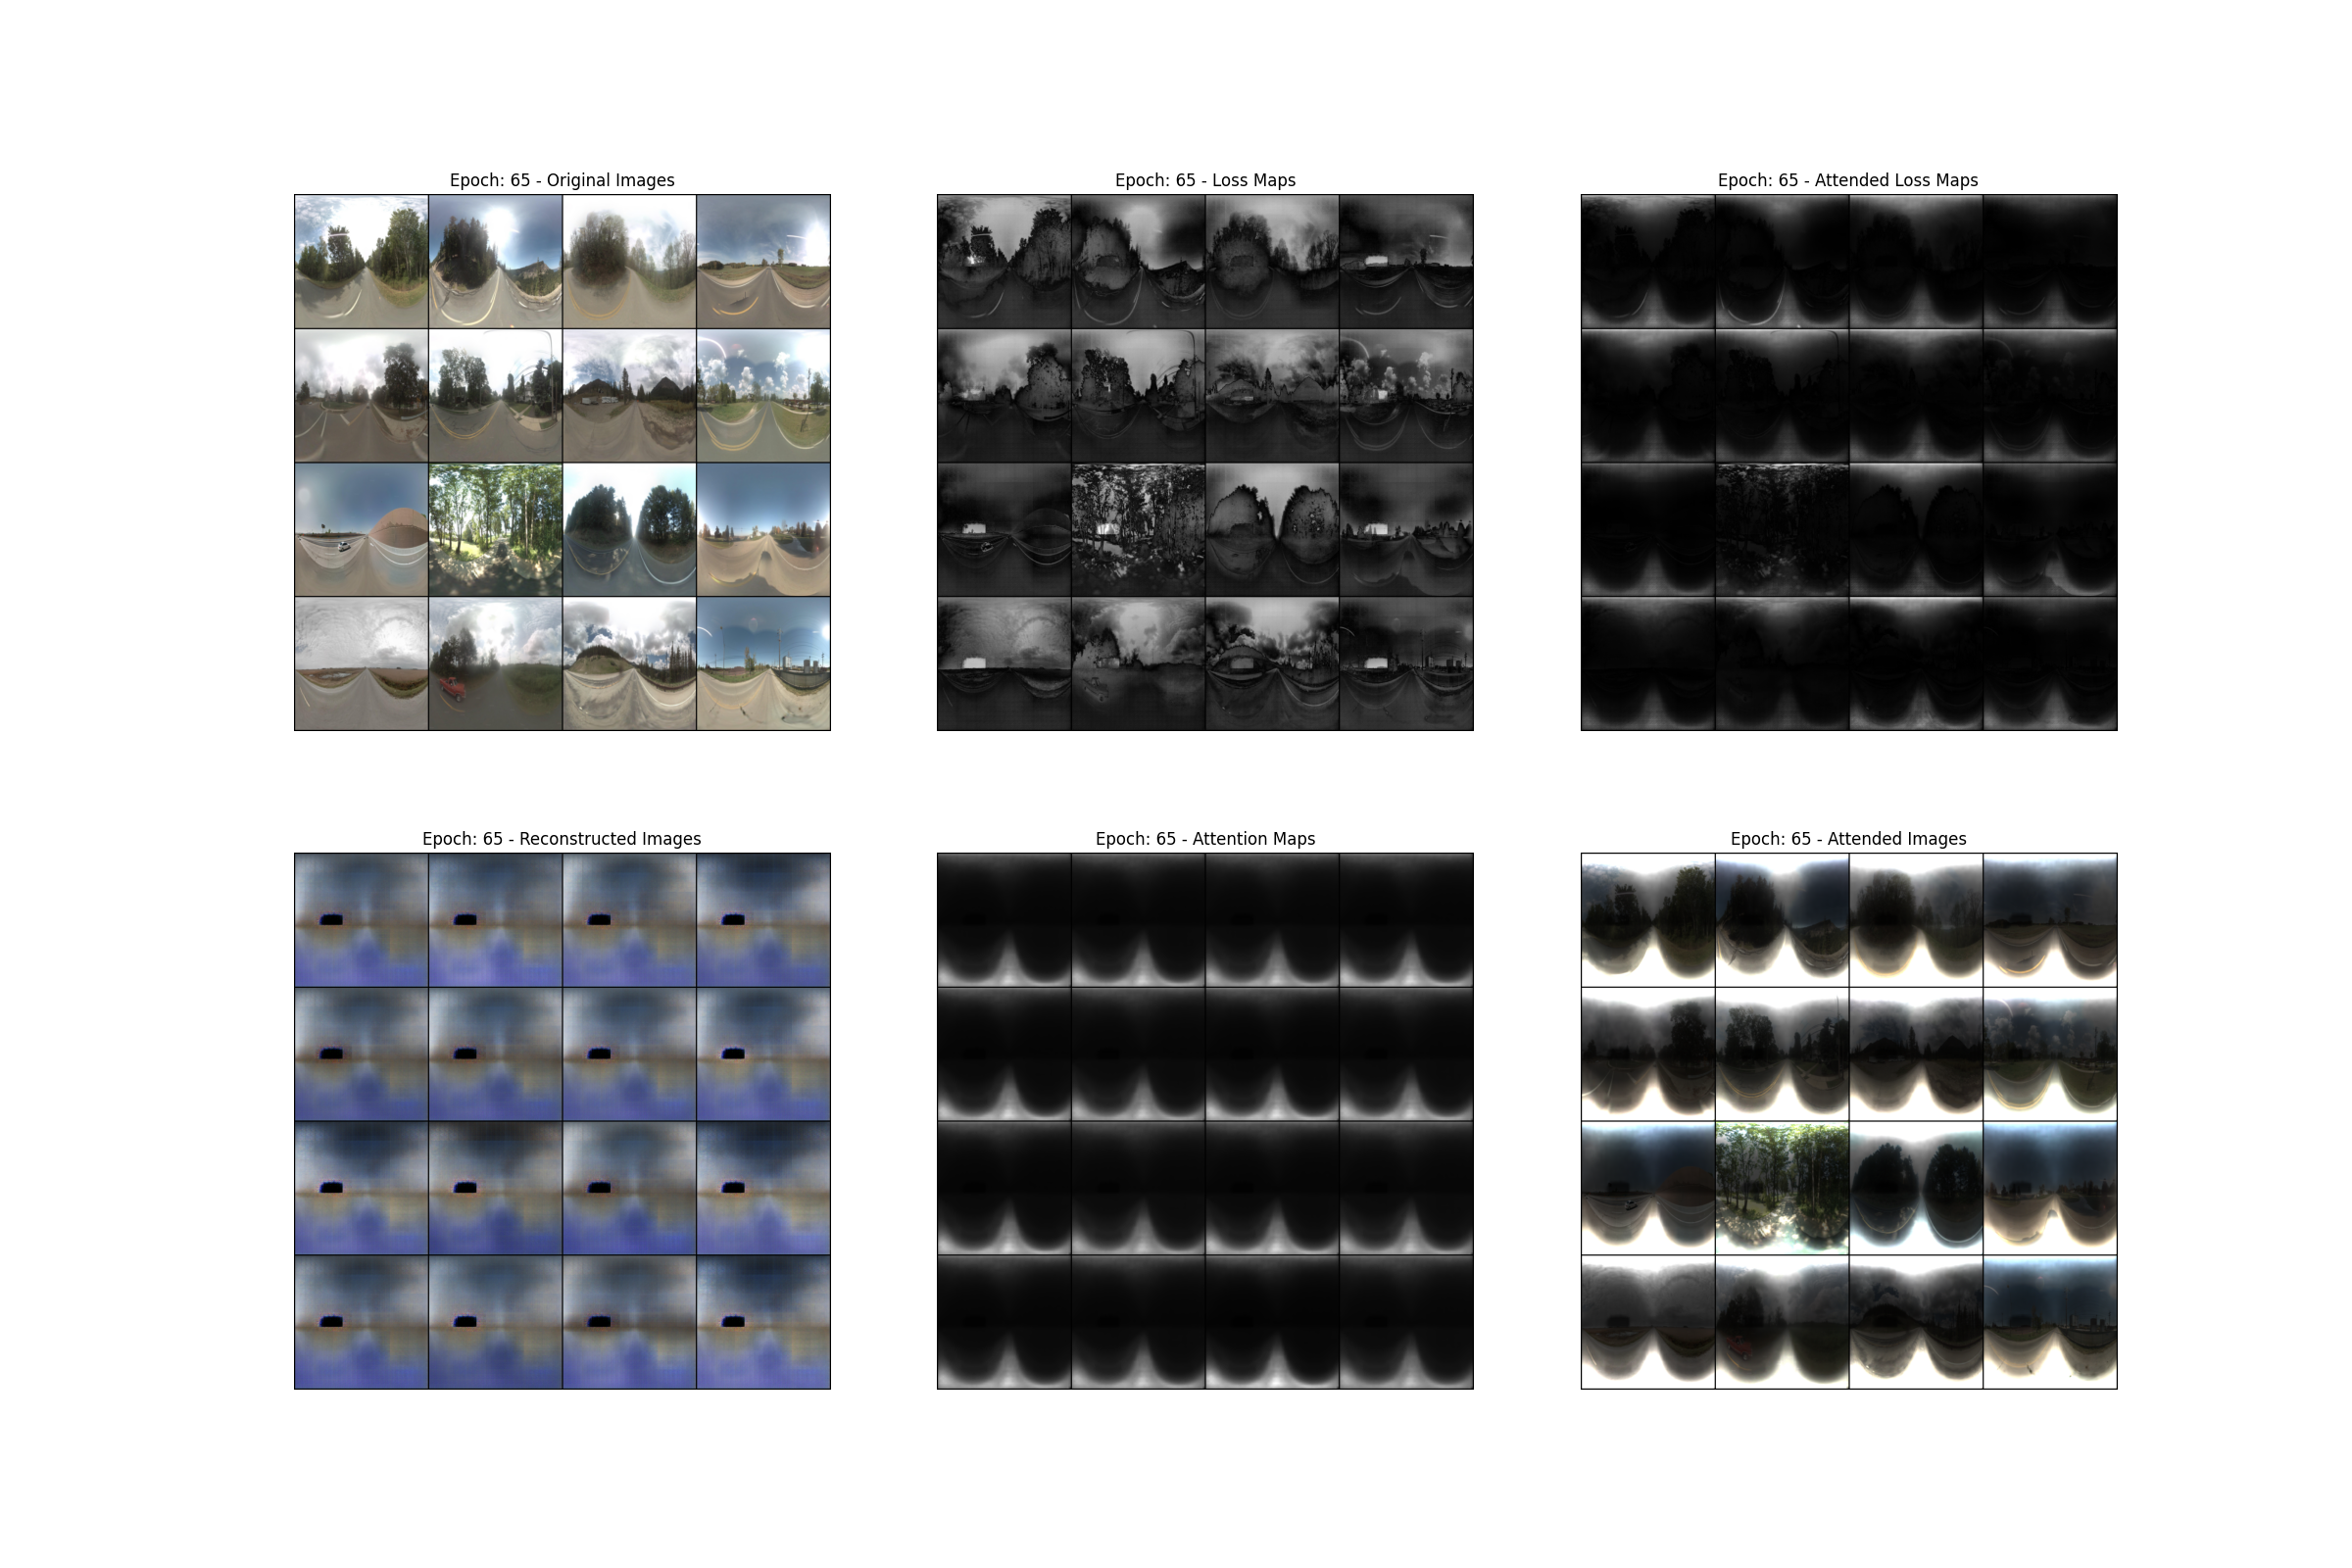 Epoch: 65 - Original Images
Epoch: 65 - Loss Maps
Epoch: 65 - Attended Loss Maps
Epoch: 65 - Reconstructed Images
Epoch: 65 - Attention Maps
Epoch: 65 - Attended Images